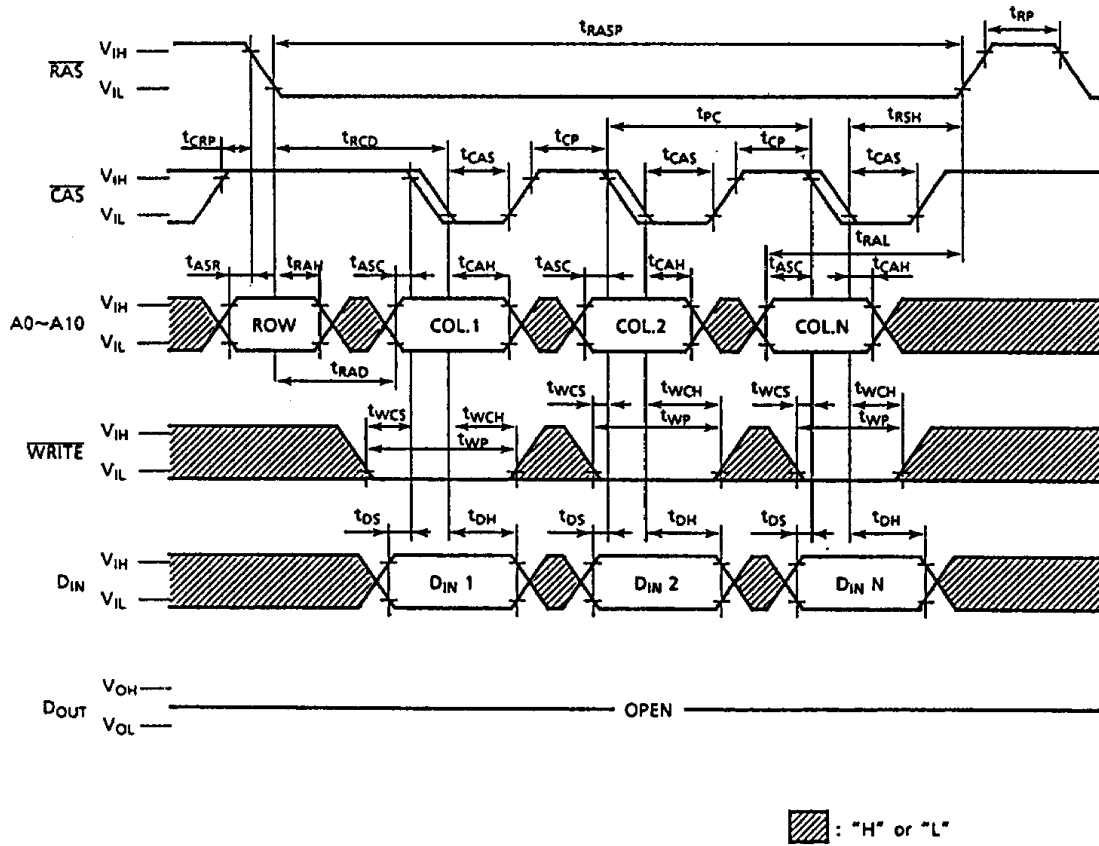 tRASP tRP
RAS VIH
VIL
tCRP tRCD tCAS tCP tPC tCAS tCP tRSH tCAS
CAS VIH
VIL
tRAL
tASR tRAH tASC tCAH tASC tCAH tASC tCAH
A0~A10 VIH
VIL
ROW COL.1 COL.2 COL.N
tRAD
tWCS tWCH tWCS tWCH tWCS tWCH
tWP tWP tWP
WRITE VIH
VIL
tDS tDH tDS tDH tDS tDH
DIN VIH
VIL
DIN 1 DIN 2 DIN N
DOUT VOH
VOL
OPEN
: "H" or "L"